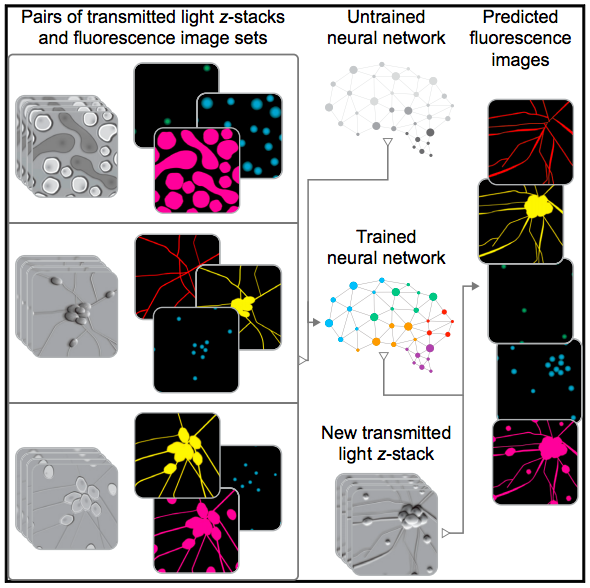 Pairs of transmitted light z-stacks
and fluorescence image sets
Untrained
neural network
Predicted
fluorescence
images
Trained
neural network
New transmitted
light z-stack